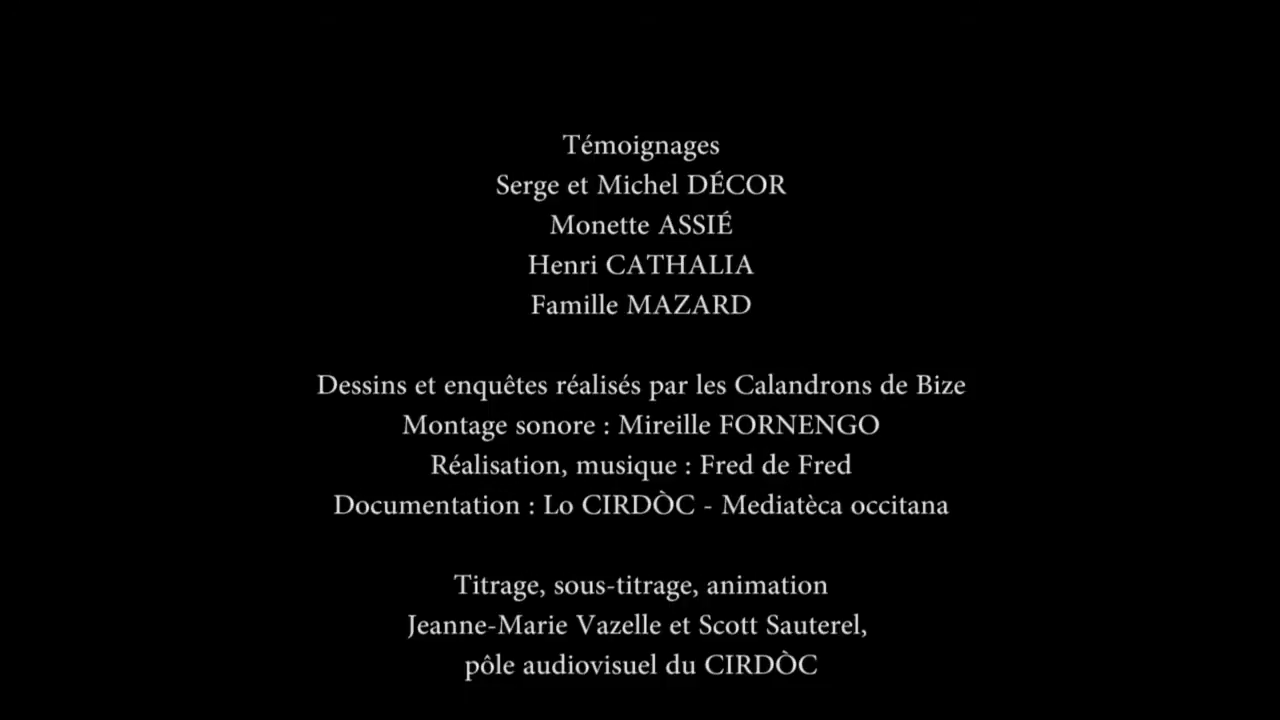 Témoignages
Serge et Michel DÉCOR
Monette ASSIÉ
Henri CATHALIA
Famille MAZARD
Dessins et enquêtes réalisés par les Calandrons de Bize
Montage sonore : Mireille FORNENGO
Réalisation, musique : Fred de Fred
Documentation : Lo CIRDÒC - Mediatèca occitana
Titrage, sous-titrage, animation
Jeanne-Marie Vazelle et Scott Sauterel,
pôle audiovisuel du CIRDÒC